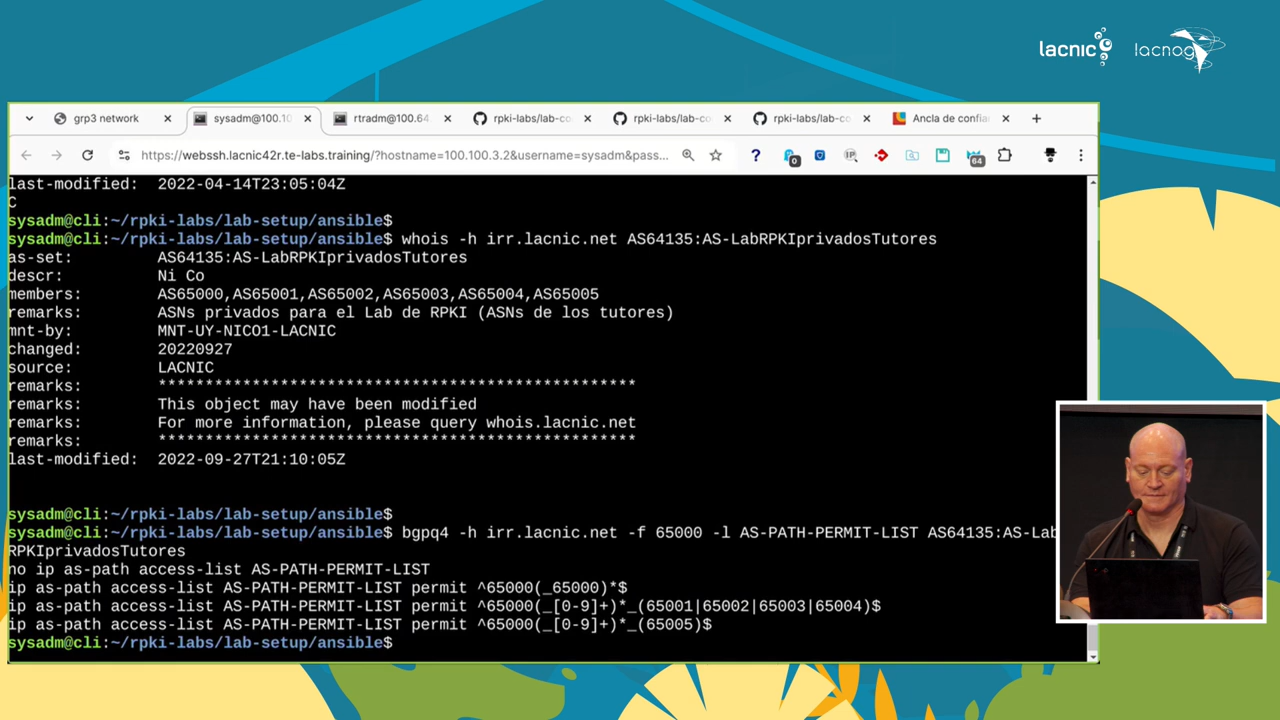 lacnic
lacnog
grp3 network
sysadm@100.10
rtradm@100.64
rpki-labs/lab-co
rpki-labs/lab-co
rpki-labs/lab-co
Ancla de confia
https://webssh.lacnic42r.te-labs.training/?hostname=100.100.3.2&username=sysadm&pass...
0
IP
64
last-modified: 2022-04-14T23:05:04Z
C
sysadm@cli:~/rpki-labs/lab-setup/ansible$
sysadm@cli:~/rpki-labs/lab-setup/ansible$ whois -h irr.lacnic.net AS64135:AS-LabRPKIprivadosTutores
as-set: AS64135:AS-LabRPKIprivadosTutores
descr: Ni Co
members: AS65000,AS65001,AS65002,AS65003,AS65004,AS65005
remarks: ASNs privados para el Lab de RPKI (ASNs de los tutores)
mnt-by: MNT-UY-NICO1-LACNIC
changed: 20220927
source: LACNIC
remarks: ***************************************************
remarks: This object may have been modified
remarks: For more information, please query whois.lacnic.net
remarks: ***************************************************
last-modified: 2022-09-27T21:10:05Z
sysadm@cli:~/rpki-labs/lab-setup/ansible$
sysadm@cli:~/rpki-labs/lab-setup/ansible$ bgpq4 -h irr.lacnic.net -f 65000 -l AS-PATH-PERMIT-LIST AS64135:AS-Lab
RPKIprivadosTutores
no ip as-path access-list AS-PATH-PERMIT-LIST
ip as-path access-list AS-PATH-PERMIT-LIST permit ^65000(_65000)*$
ip as-path access-list AS-PATH-PERMIT-LIST permit ^65000(_[0-9]+)*_(65001|65002|65003|65004)$
ip as-path access-list AS-PATH-PERMIT-LIST permit ^65000(_[0-9]+)*_(65005)$
sysadm@cli:~/rpki-labs/lab-setup/ansible$